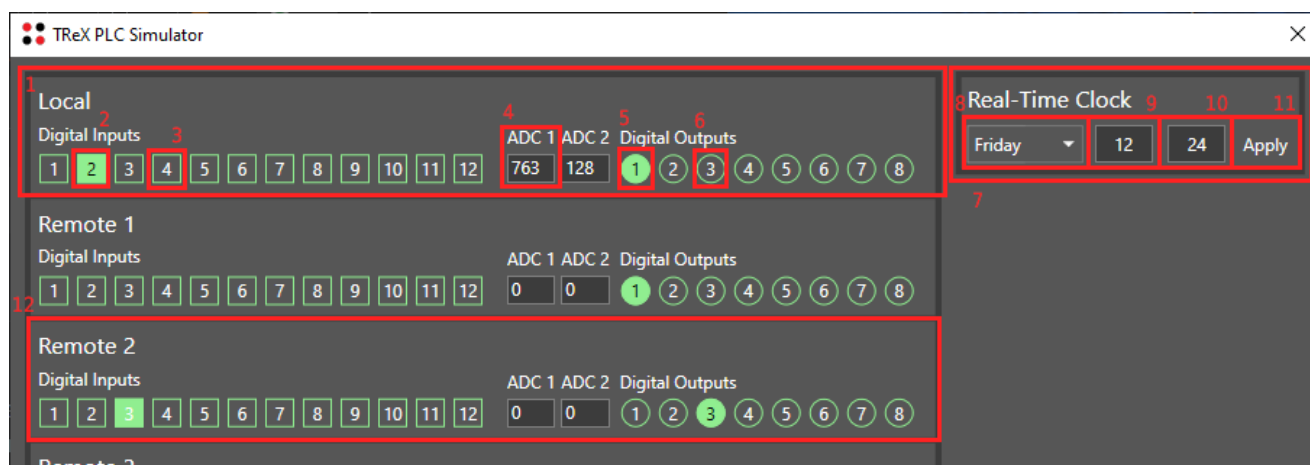 TReX PLC Simulator
1
Local
2
3
4
5
6
Digital Inputs
ADC 1 ADC 2 Digital Outputs
1 2 3 4 5 6 7 8 9 10 11 12 763 128 1 2 3 4 5 6 7 8
Real-Time Clock
8 9 10 11
Friday 12 24 Apply
7
Remote 1
Digital Inputs
ADC 1 ADC 2 Digital Outputs
1 2 3 4 5 6 7 8 9 10 11 12 0 0 1 2 3 4 5 6 7 8
12
Remote 2
Digital Inputs
ADC 1 ADC 2 Digital Outputs
1 2 3 4 5 6 7 8 9 10 11 12 0 0 1 2 3 4 5 6 7 8